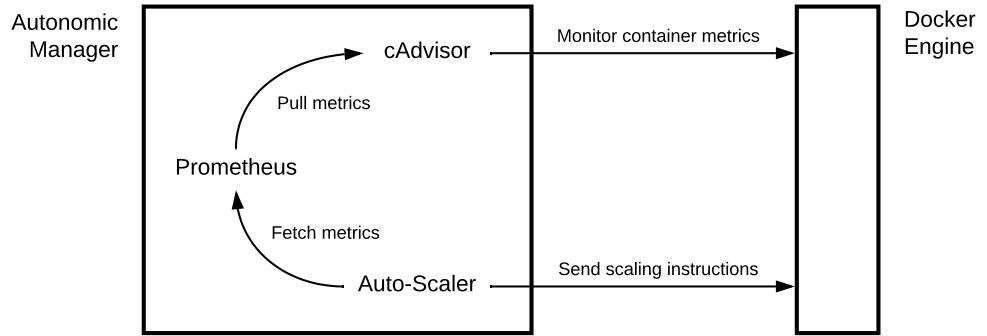 Autonomic
Manager
Docker
Engine
cAdvisor
Monitor container metrics
Pull metrics
Prometheus
Fetch metrics
Auto-Scaler
Send scaling instructions